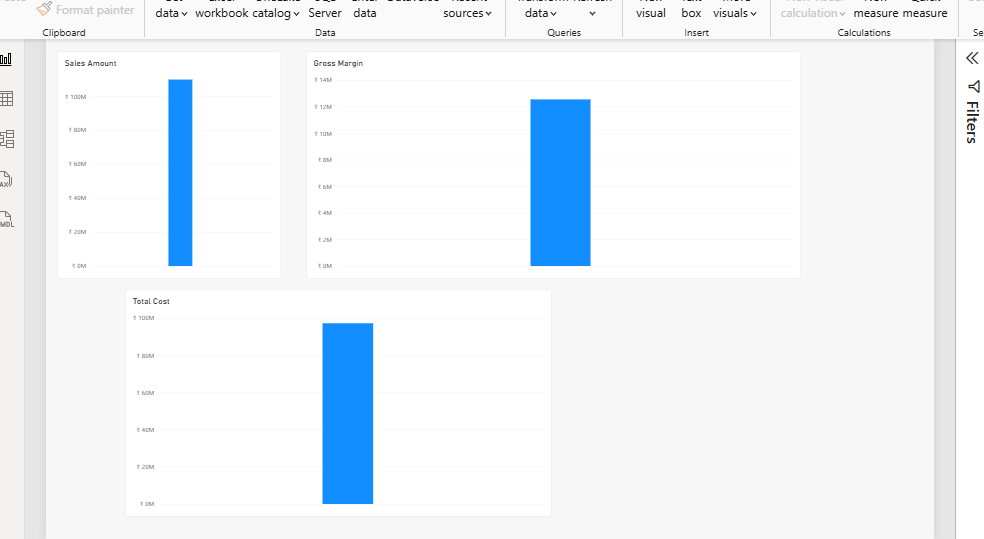 Format painter
data
workbook
catalog
Server
data
sources
data
visual
box
visuals
calculation
measure
measure
Clipboard
Data
Queries
Insert
Calculations
Se
Filters
Sales Amount
₹ 100M
₹ 80M
₹ 60M
₹ 40M
₹ 20M
₹ 0M
Gross Margin
₹ 14M
₹ 12M
₹ 10M
₹ 8M
₹ 6M
₹ 4M
₹ 2M
₹ 0M
Total Cost
₹ 100M
₹ 80M
₹ 60M
₹ 40M
₹ 20M
₹ 0M